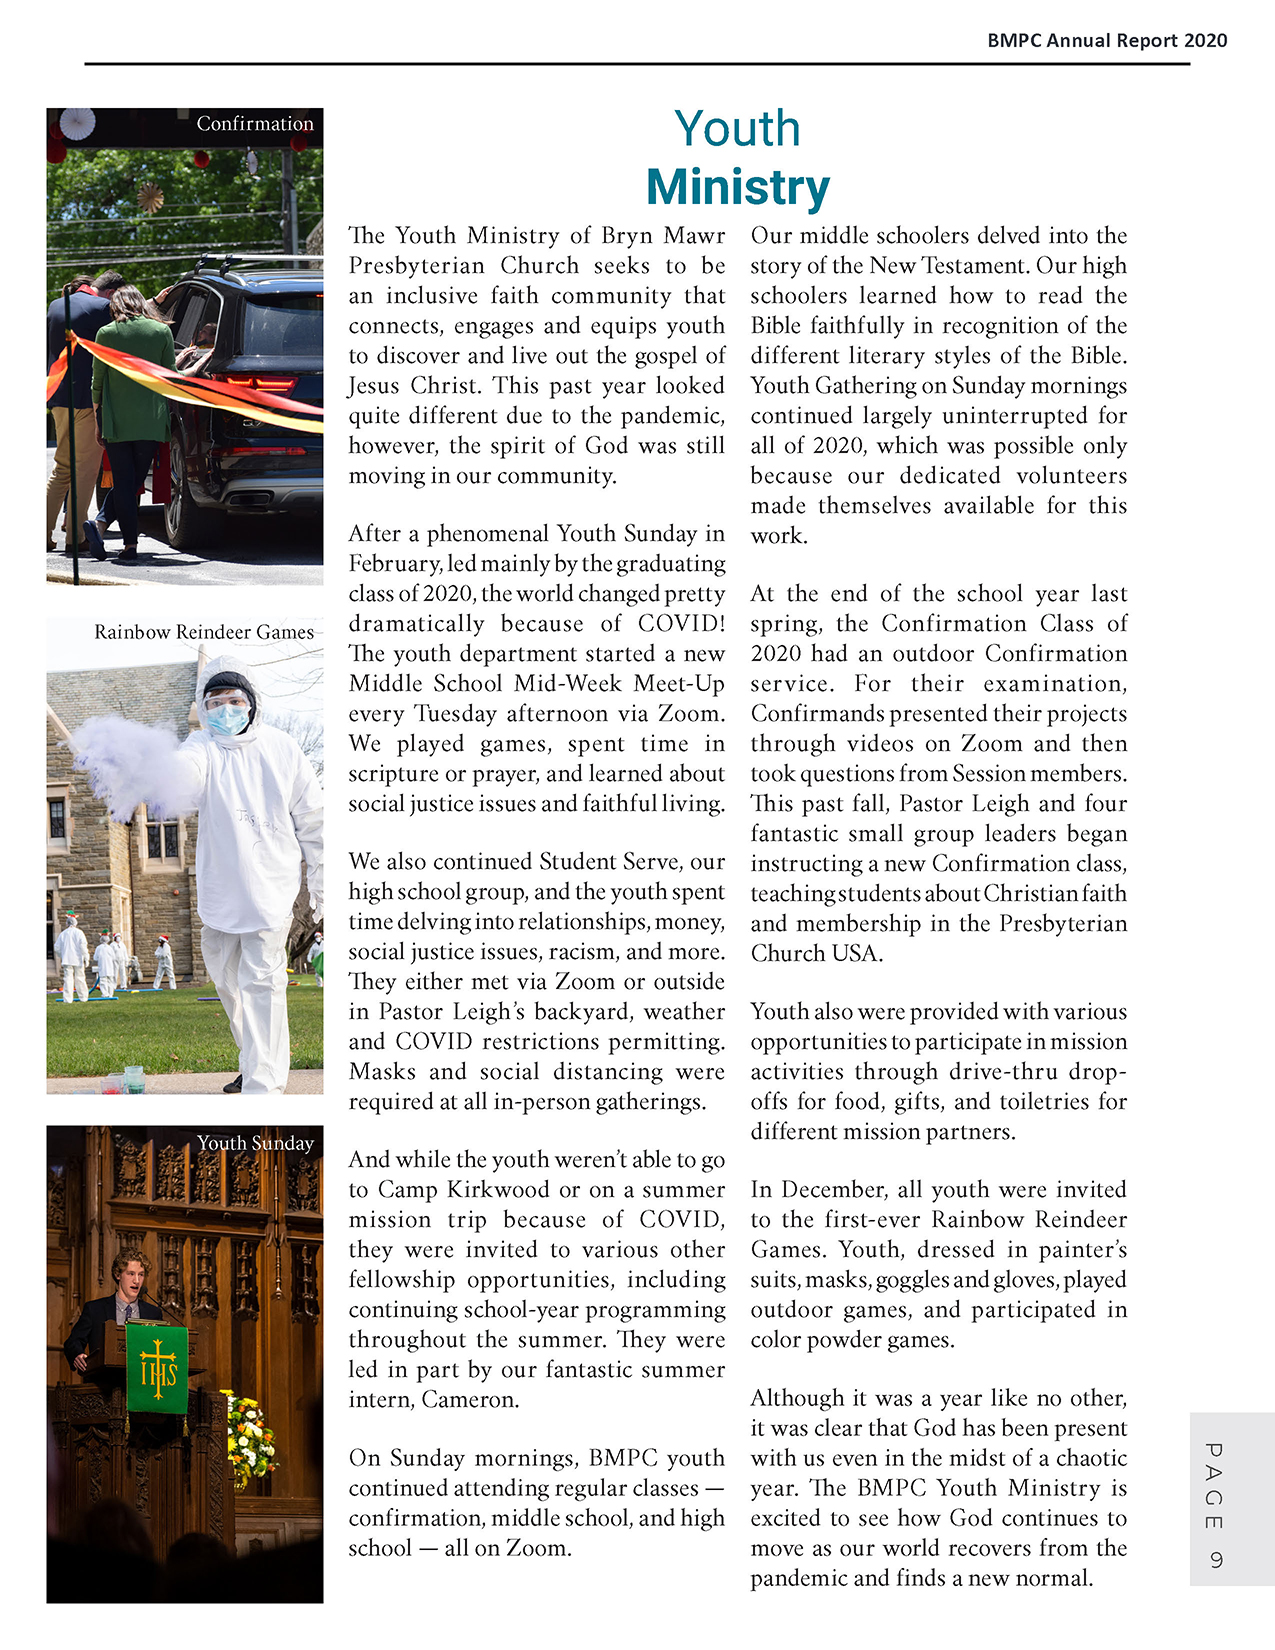 BMPC Annual Report 2020
Confirmation
Rainbow Reindeer Games
Youth Sunday
IHS
Youth
Ministry
The Youth Ministry of Bryn Mawr
Presbyterian Church seeks to be
an inclusive faith community that
connects, engages and equips youth
to discover and live out the gospel of
Jesus Christ. This past year looked
quite different due to the pandemic,
however, the spirit of God was still
moving in our community.
After a phenomenal Youth Sunday in
February, led mainly by the graduating
class of 2020, the world changed pretty
dramatically because of COVID!
The youth department started a new
Middle School Mid-Week Meet-Up
every Tuesday afternoon via Zoom.
We played games, spent time in
scripture or prayer, and learned about
social justice issues and faithful living.
We also continued Student Serve, our
high school group, and the youth spent
time delving into relationships, money,
social justice issues, racism, and more.
They either met via Zoom or outside
in Pastor Leigh’s backyard, weather
and COVID restrictions permitting.
Masks and social distancing were
required at all in-person gatherings.
And while the youth weren’t able to go
to Camp Kirkwood or on a summer
mission trip because of COVID,
they were invited to various other
fellowship opportunities, including
continuing school-year programming
throughout the summer. They were
led in part by our fantastic summer
intern, Cameron.
On Sunday mornings, BMPC youth
continued attending regular classes —
confirmation, middle school, and high
school — all on Zoom.
Our middle schoolers delved into the
story of the New Testament. Our high
schoolers learned how to read the
Bible faithfully in recognition of the
different literary styles of the Bible.
Youth Gathering on Sunday mornings
continued largely uninterrupted for
all of 2020, which was possible only
because our dedicated volunteers
made themselves available for this
work.
At the end of the school year last
spring, the Confirmation Class of
2020 had an outdoor Confirmation
service. For their examination,
Confirmands presented their projects
through videos on Zoom and then
took questions from Session members.
This past fall, Pastor Leigh and four
fantastic small group leaders began
instructing a new Confirmation class,
teaching students about Christian faith
and membership in the Presbyterian
Church USA.
Youth also were provided with various
opportunities to participate in mission
activities through drive-thru drop-
offs for food, gifts, and toiletries for
different mission partners.
In December, all youth were invited
to the first-ever Rainbow Reindeer
Games. Youth, dressed in painter’s
suits, masks, goggles and gloves, played
outdoor games, and participated in
color powder games.
Although it was a year like no other,
it was clear that God has been present
with us even in the midst of a chaotic
year. The BMPC Youth Ministry is
excited to see how God continues to
move as our world recovers from the
pandemic and finds a new normal.
PAGE 9